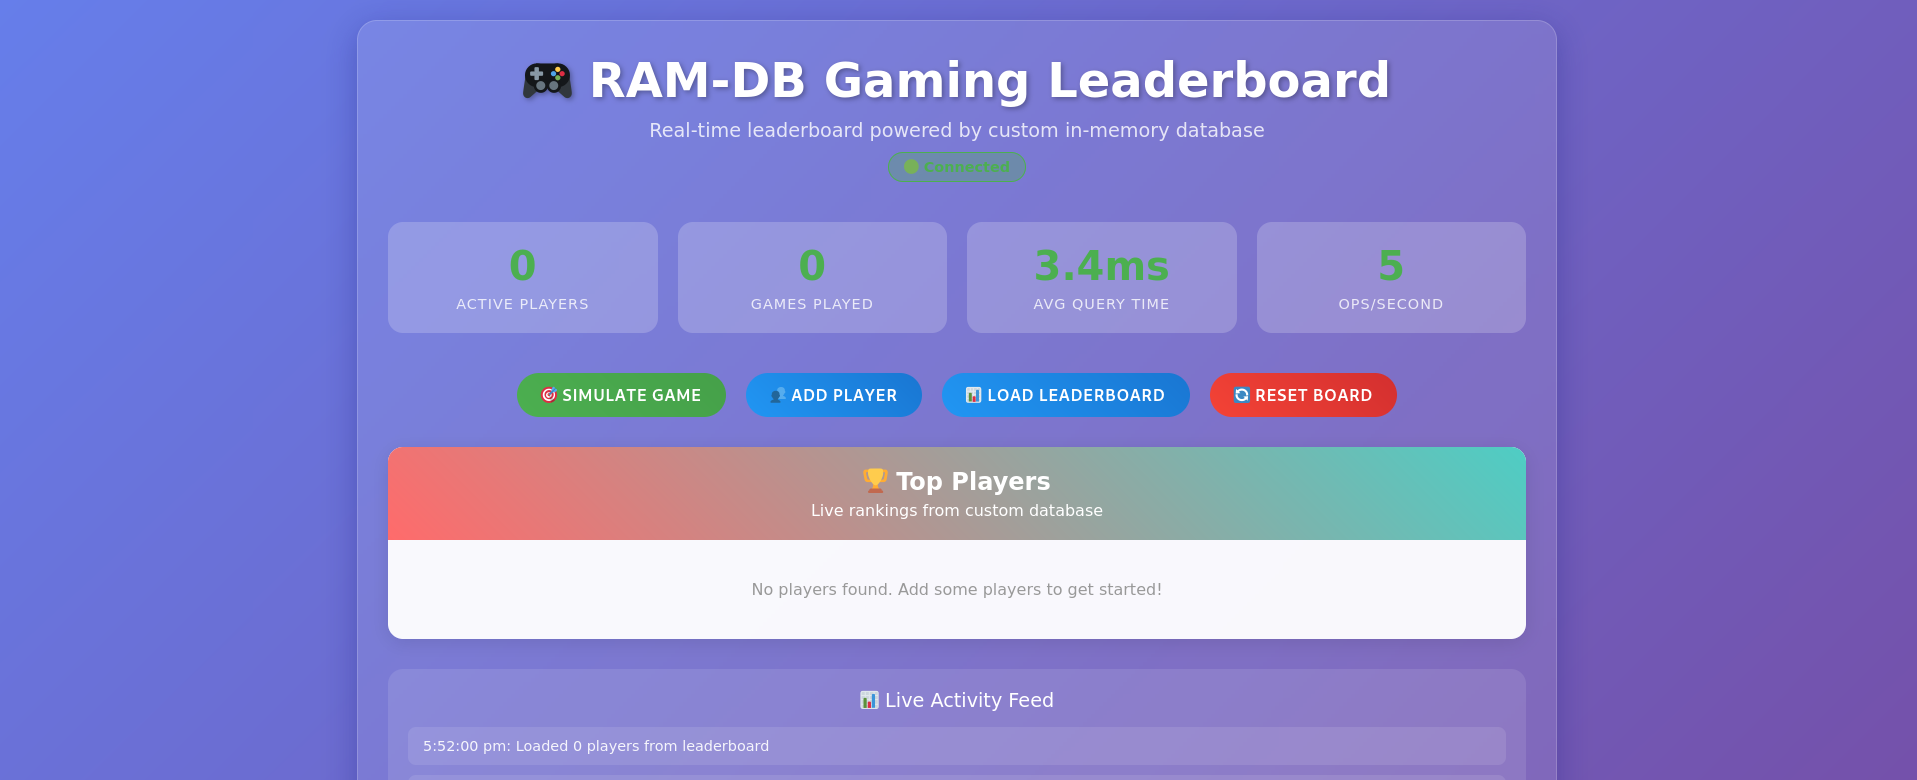 RAM-DB Gaming Leaderboard
Real-time leaderboard powered by custom in-memory database
Connected
0
ACTIVE PLAYERS
0
GAMES PLAYED
3.4ms
AVG QUERY TIME
5
OPS/SECOND
SIMULATE GAME
ADD PLAYER
LOAD LEADERBOARD
RESET BOARD
Top Players
Live rankings from custom database
No players found. Add some players to get started!
Live Activity Feed
5:52:00 pm: Loaded 0 players from leaderboard